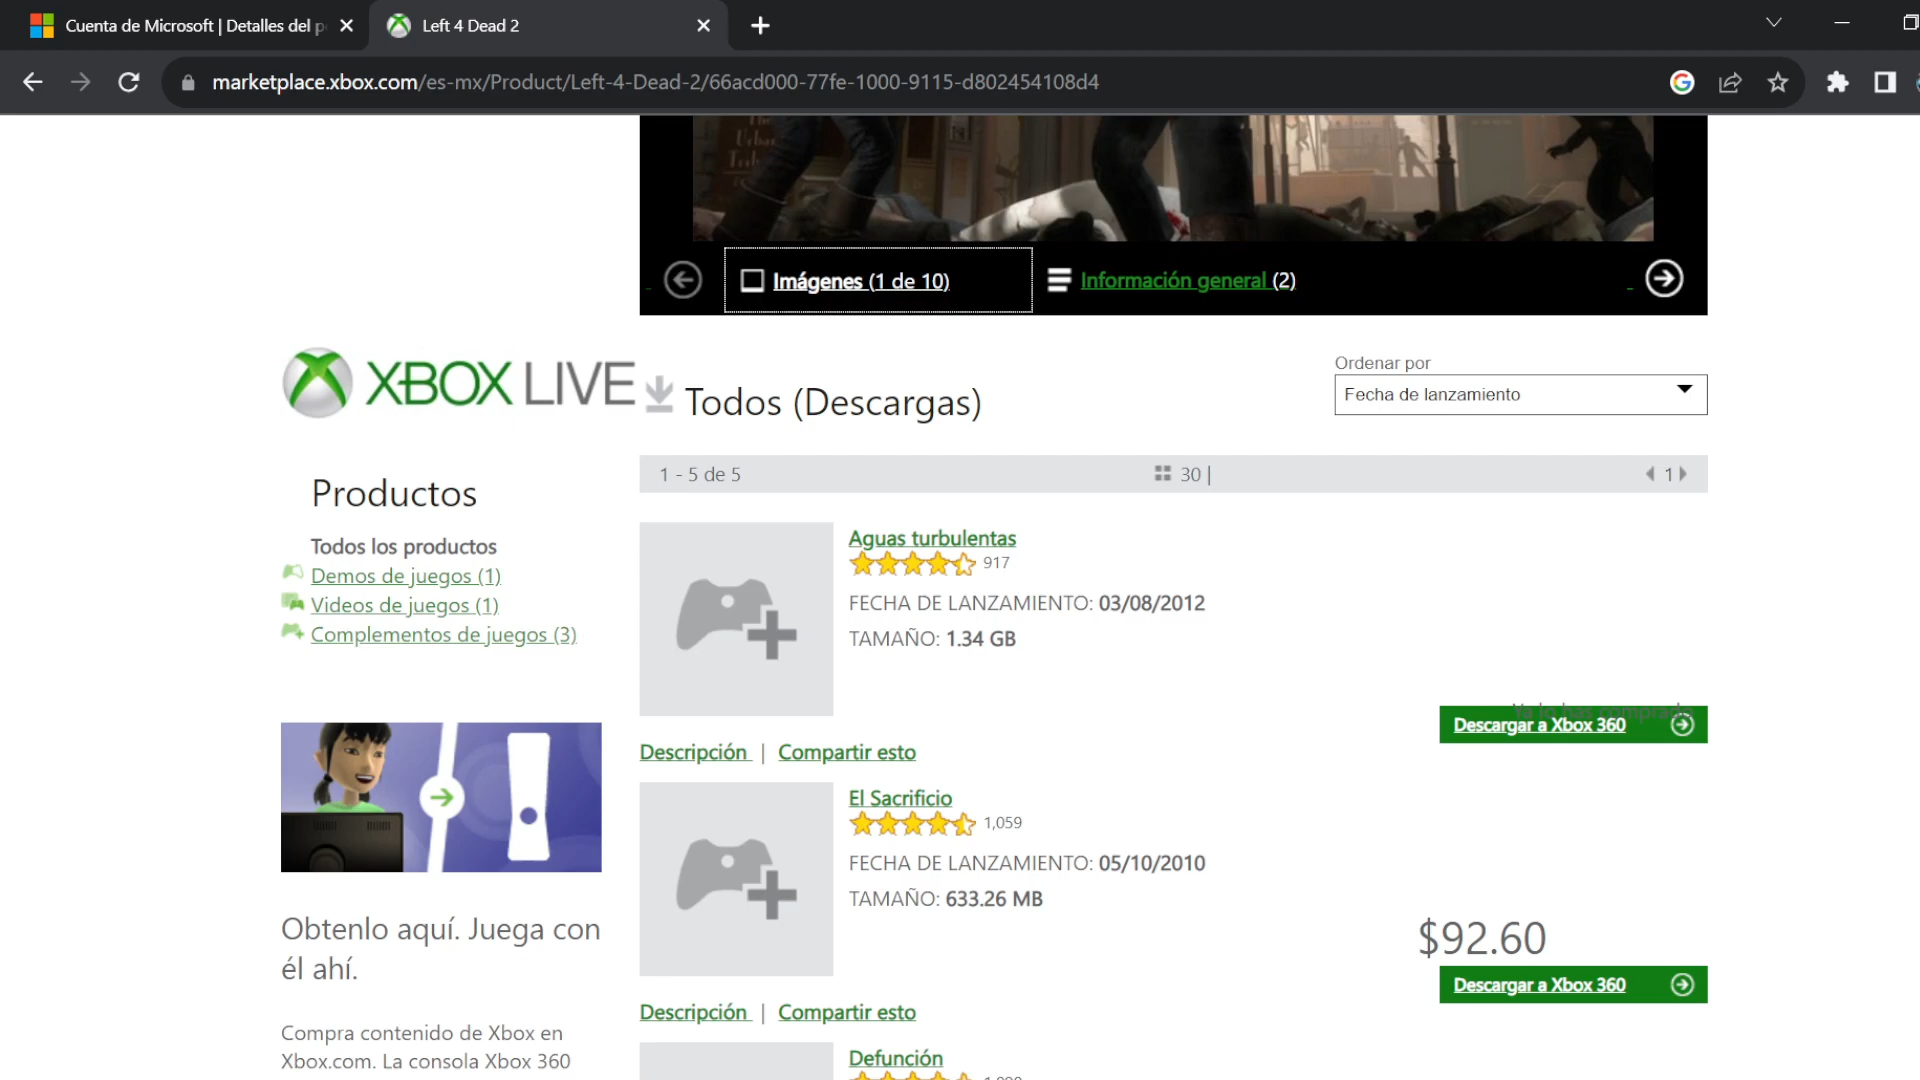 Cuenta de Microsoft | Detalles del p
Left 4 Dead 2
marketplace.xbox.com/es-mx/Product/Left-4-Dead-2/66acd000-77fe-1000-9115-d802454108d4
Imágenes (1 de 10)
Información general (2)
XBOX LIVE
Todos (Descargas)
Ordenar por
Fecha de lanzamiento
1 - 5 de 5
30 |
1
Productos
Todos los productos
Demos de juegos (1)
Videos de juegos (1)
Complementos de juegos (3)
Aguas turbulentas
917
FECHA DE LANZAMIENTO: 03/08/2012
TAMAÑO: 1.34 GB
Ya lo has comprado
Descargar a Xbox 360
Descripción | Compartir esto
El Sacrificio
1,059
FECHA DE LANZAMIENTO: 05/10/2010
TAMAÑO: 633.26 MB
$92.60
Descargar a Xbox 360
Descripción | Compartir esto
Defunción
Obtenlo aquí. Juega con
él ahí.
Compra contenido de Xbox en
Xbox.com. La consola Xbox 360